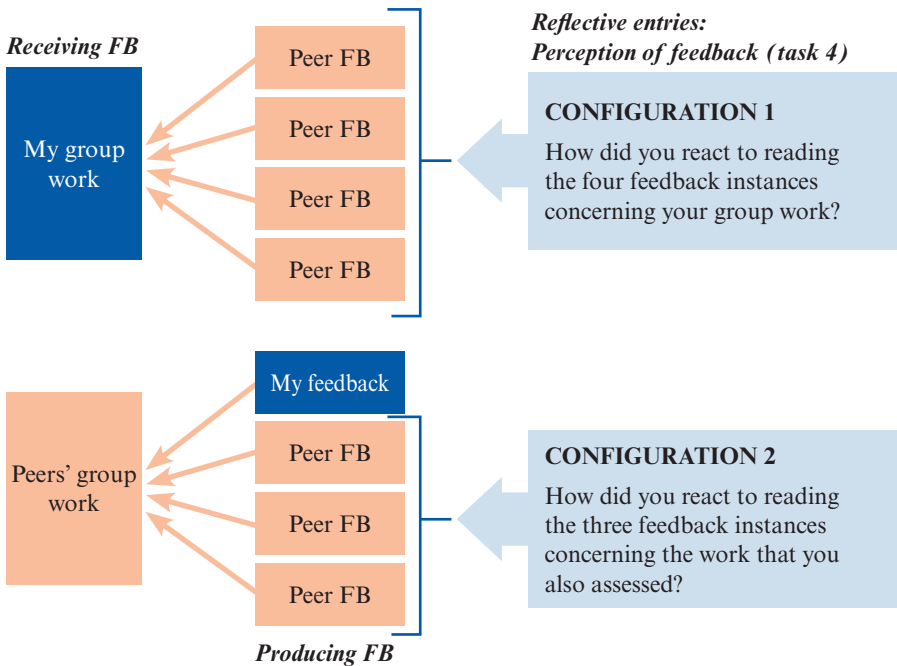 Receiving FB
My group
work
Peer FB
Peer FB
Peer FB
Peer FB
Reflective entries:
Perception of feedback (task 4)
CONFIGURATION 1
How did you react to reading
the four feedback instances
concerning your group work?
Peers' group
work
My feedback
Peer FB
Peer FB
Peer FB
Producing FB
CONFIGURATION 2
How did you react to reading
the three feedback instances
concerning the work that you
also assessed?